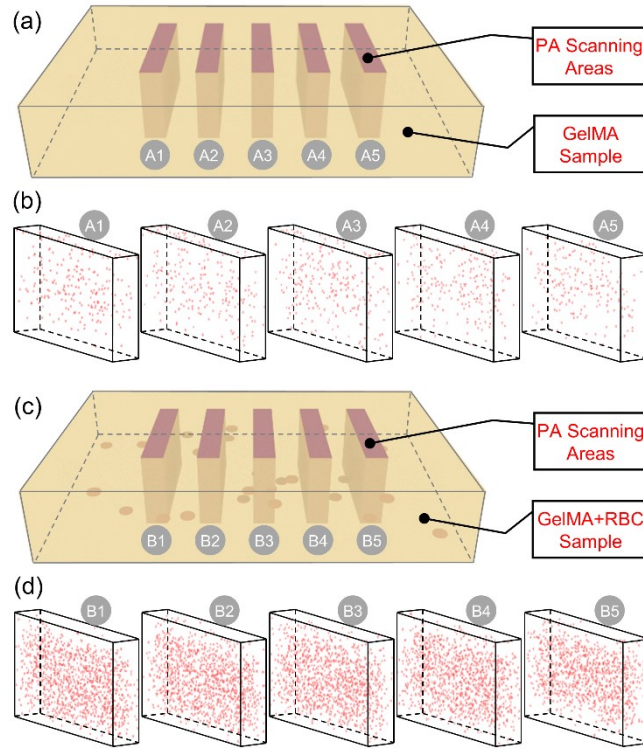 (a)
PA Scanning
Areas
GelMA
Sample
A1 A2 A3 A4 A5
(b)
A1 A2 A3 A4 A5
(c)
PA Scanning
Areas
GelMA+RBC
Sample
B1 B2 B3 B4 B5
(d)
B1 B2 B3 B4 B5